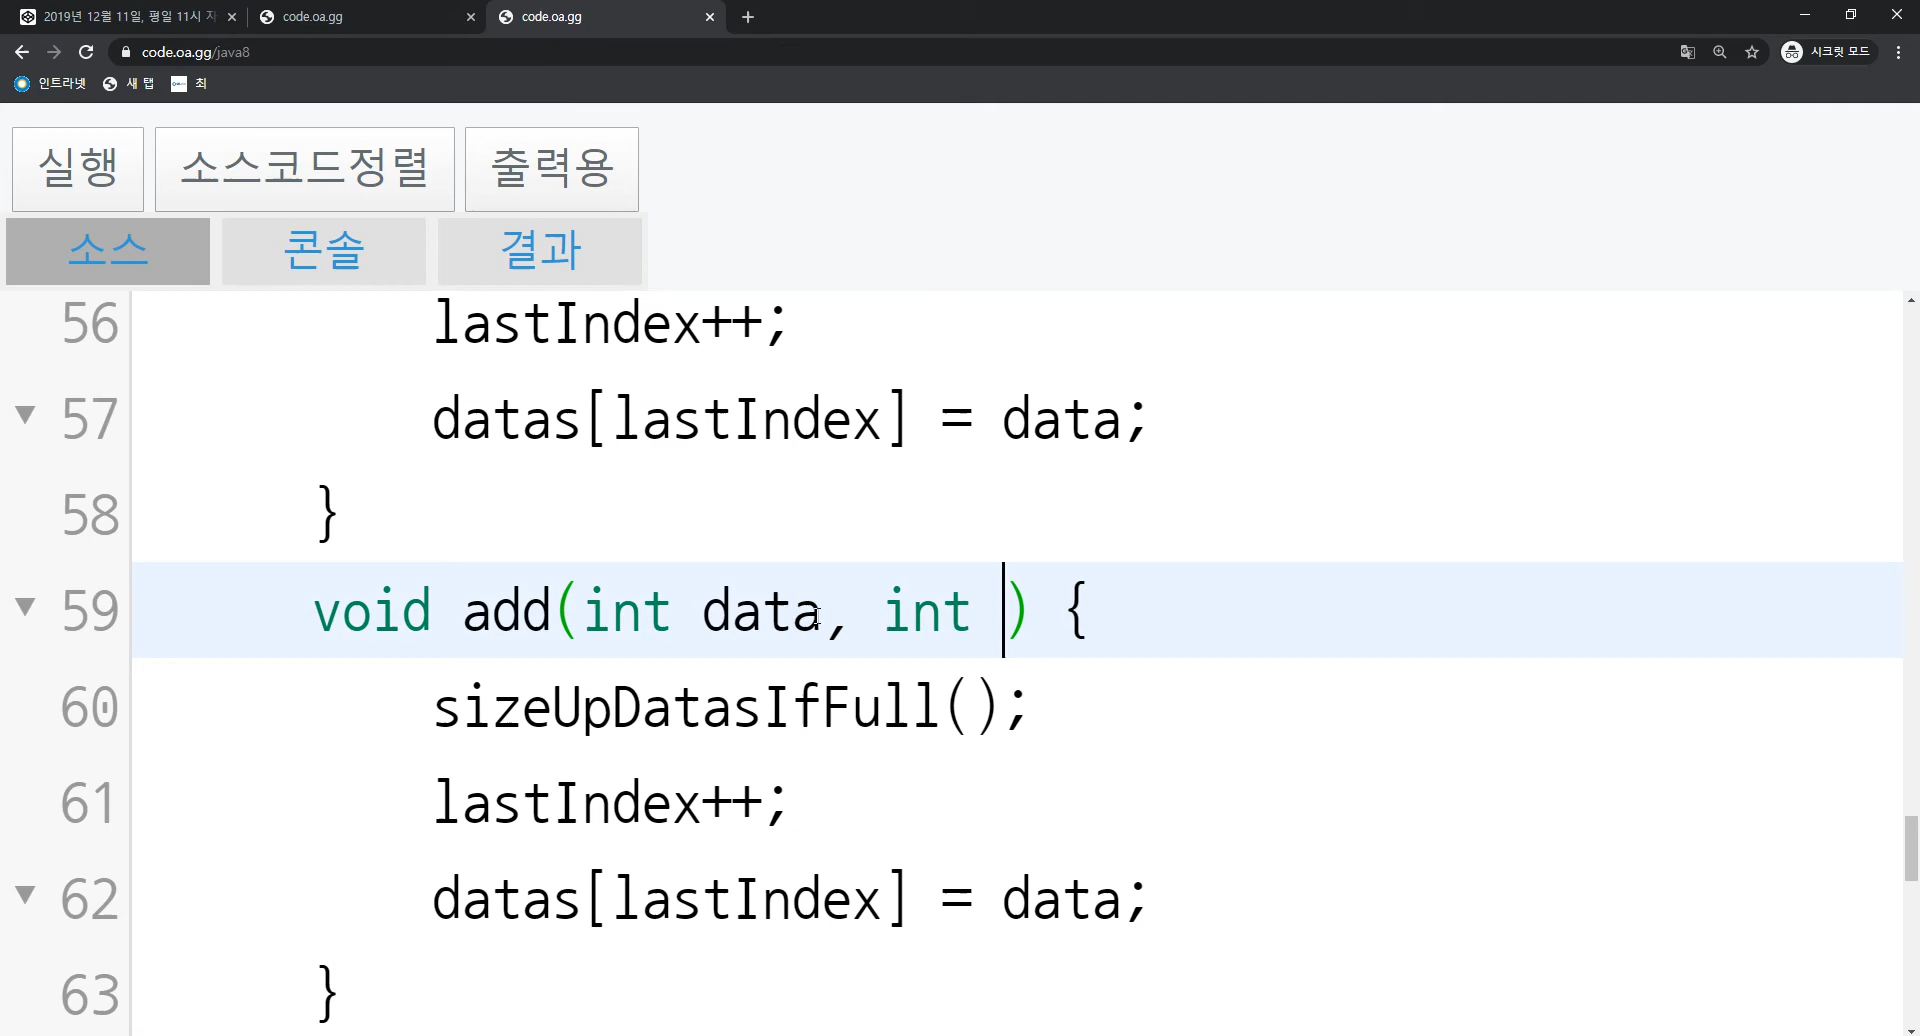 2019년 12월 11일, 평일 11시 자
code.oa.gg
code.oa.gg
code.oa.gg/java8
시크릿 모드
인트라넷
새 탭
최
실행
소스코드정렬
출력용
소스
콘솔
결과
56 lastIndex++;
57 datas[lastIndex] = data;
58 }
59 void add(int data, int ) {
60 sizeUpDatasIfFull();
61 lastIndex++;
62 datas[lastIndex] = data;
63 }